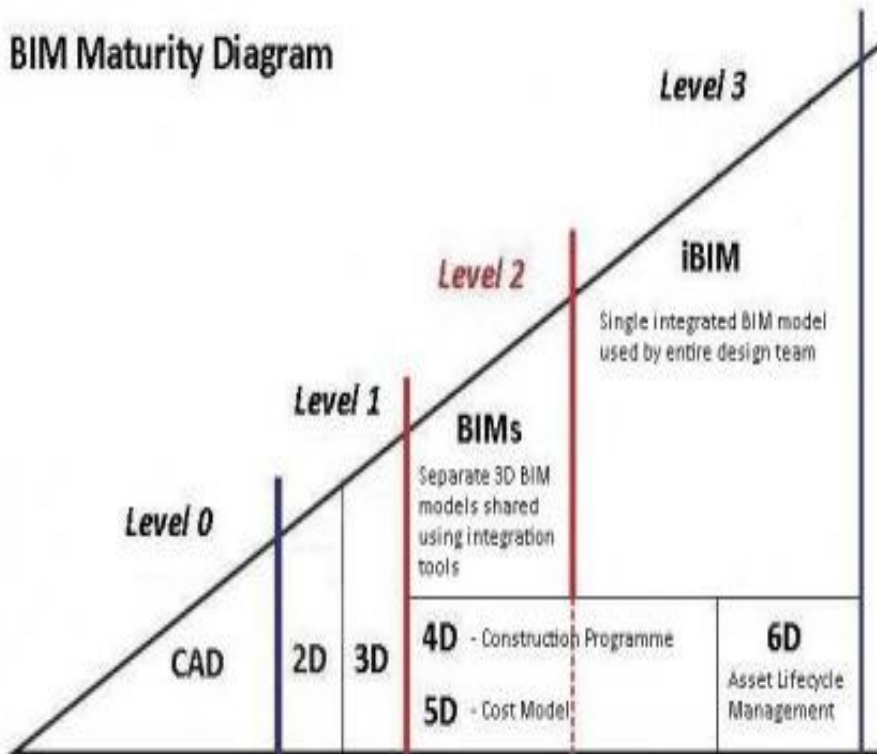 BIM Maturity Diagram
Level 3
Level 2
iBIM
Single integrated BIM model
used by entire design team
Level 1
BIMs
Separate 3D BIM
models shared
using integration
tools
Level 0
CAD
2D
3D
4D - Construction Programme
5D - Cost Model
6D
Asset Lifecycle
Management